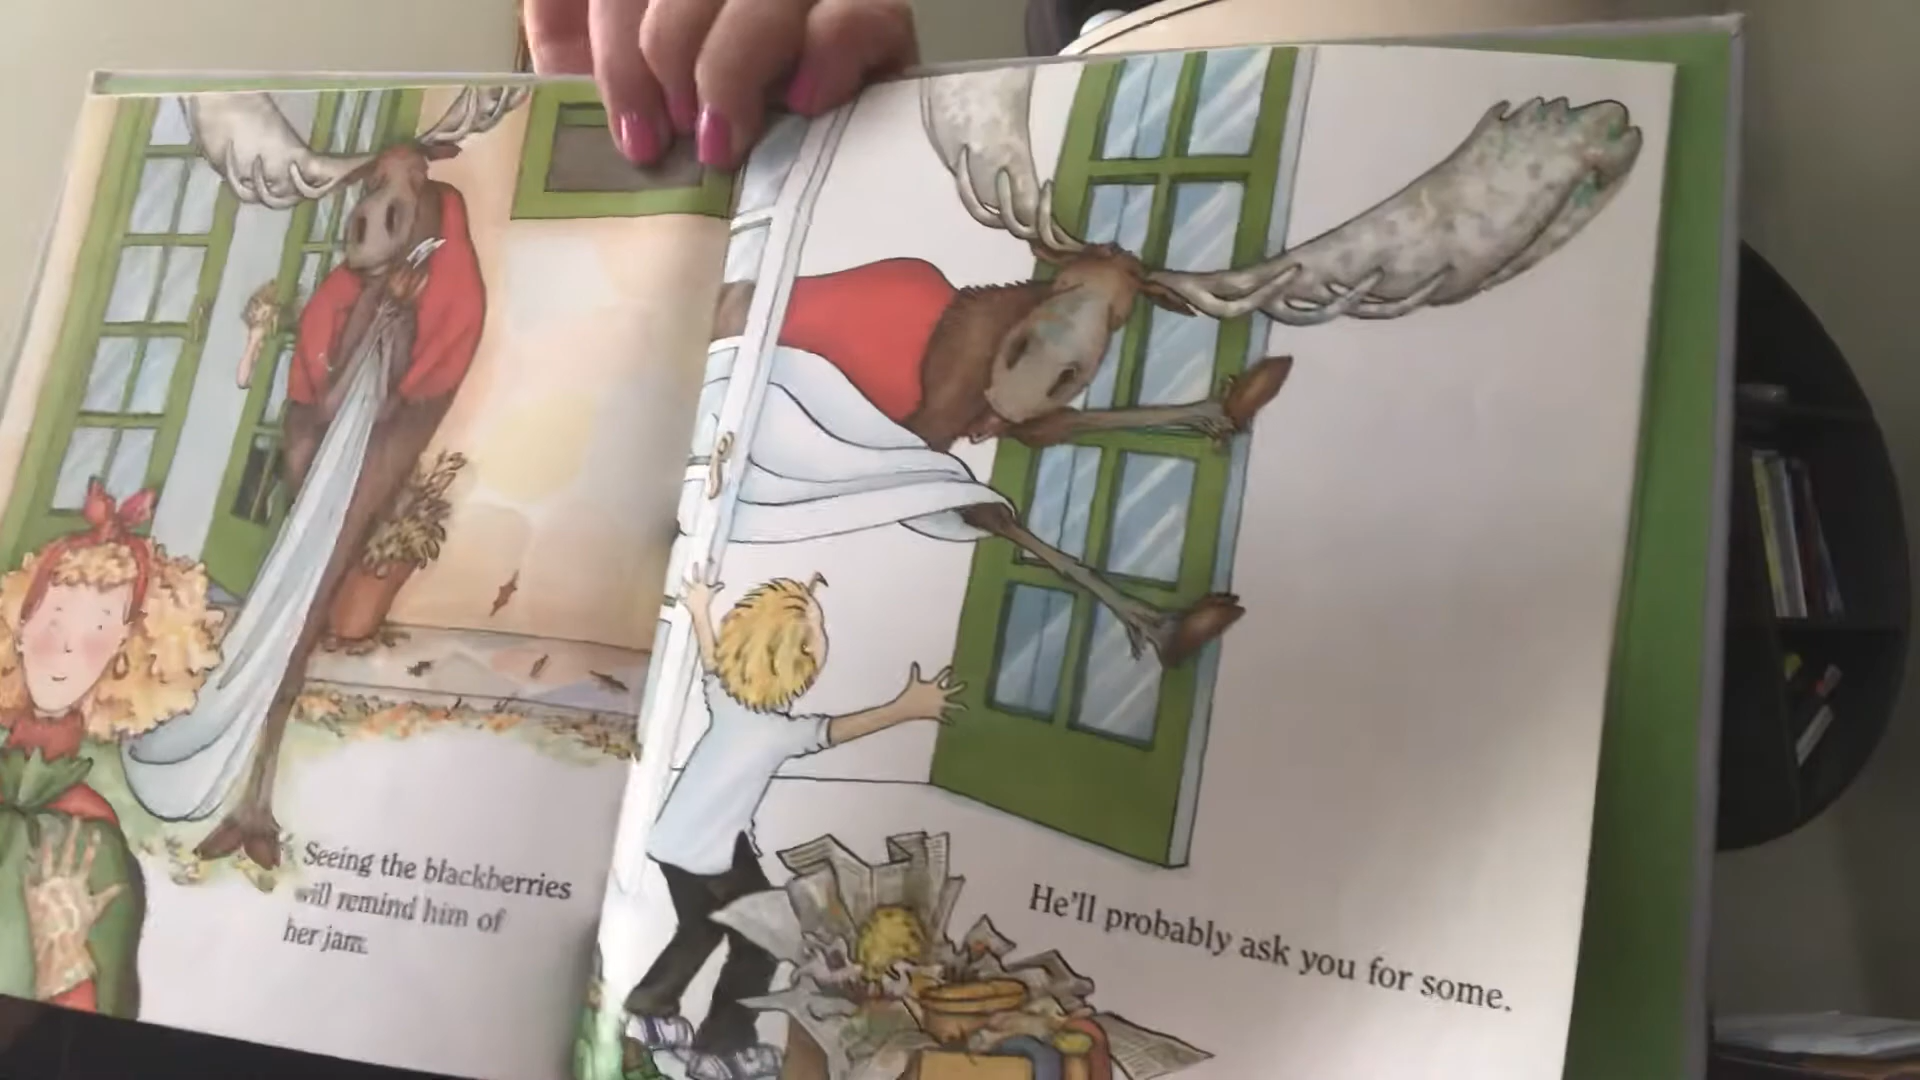 Seeing the blackberries
will remind him of
her jam.
He'll probably ask you for some.